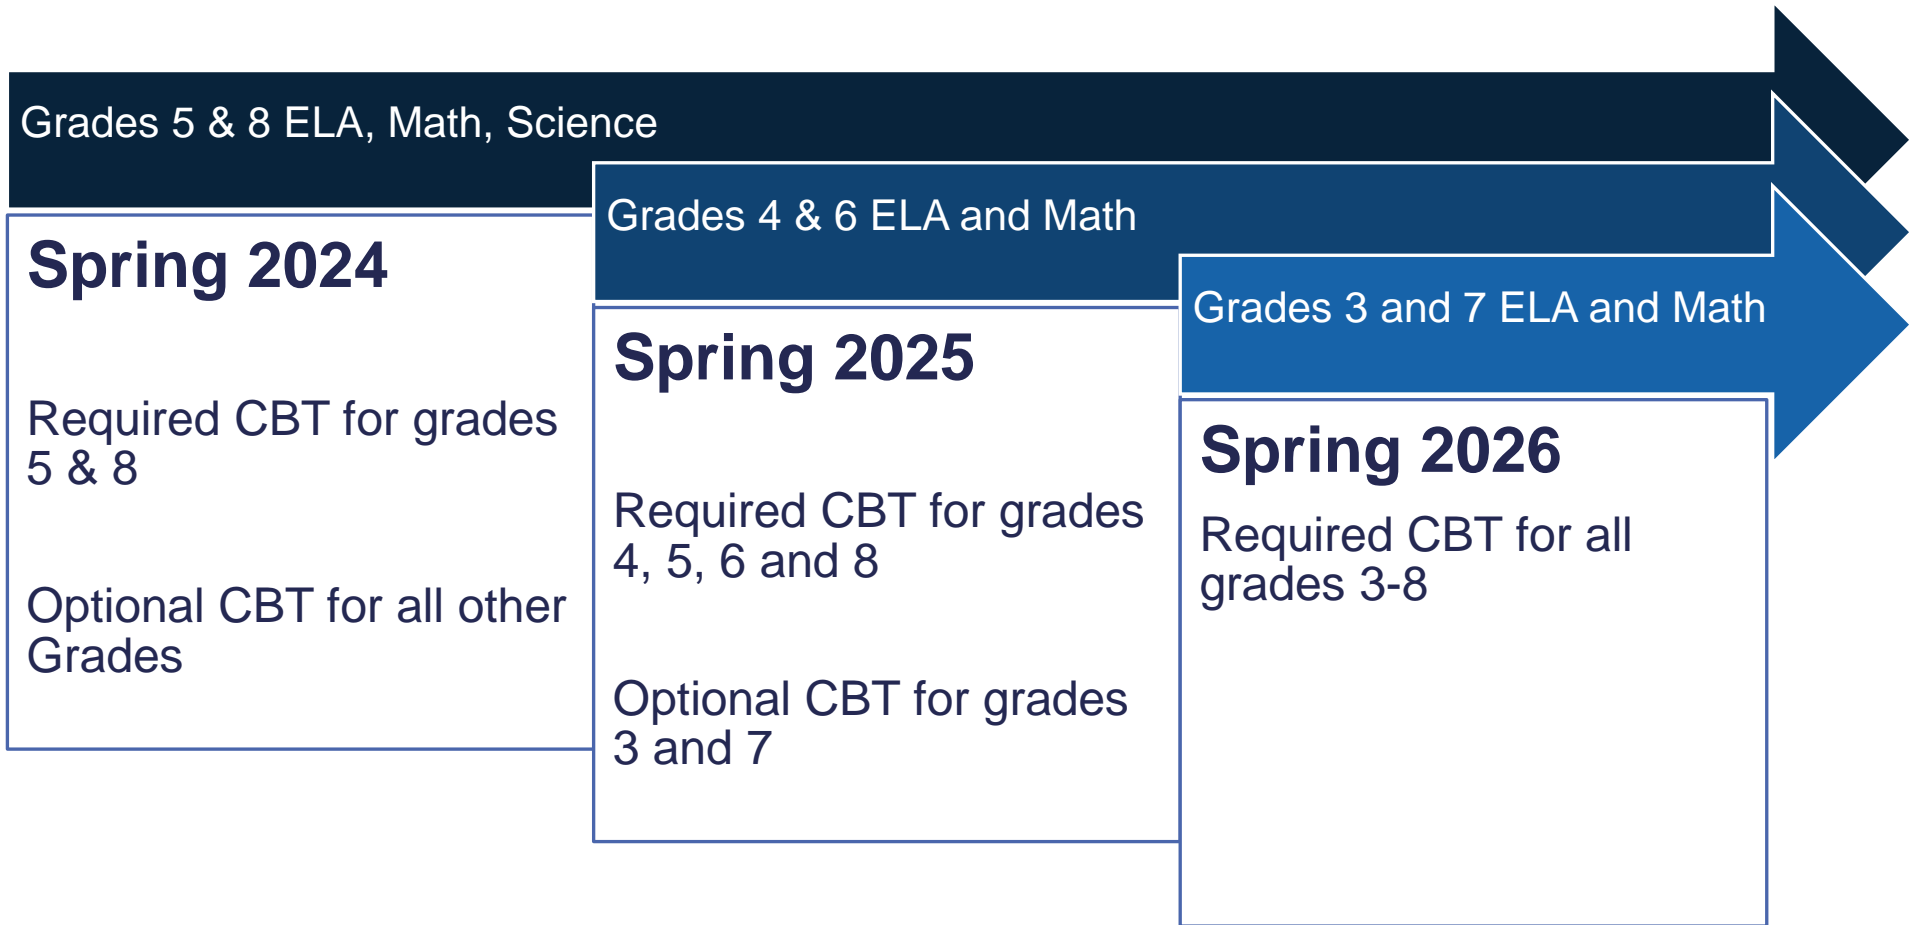 Grades 5 & 8 ELA, Math, Science
Spring 2024
Required CBT for grades
5 & 8
Optional CBT for all other
Grades
Grades 4 & 6 ELA and Math
Spring 2025
Required CBT for grades
4, 5, 6 and 8
Optional CBT for grades
3 and 7
Grades 3 and 7 ELA and Math
Spring 2026
Required CBT for all
grades 3-8